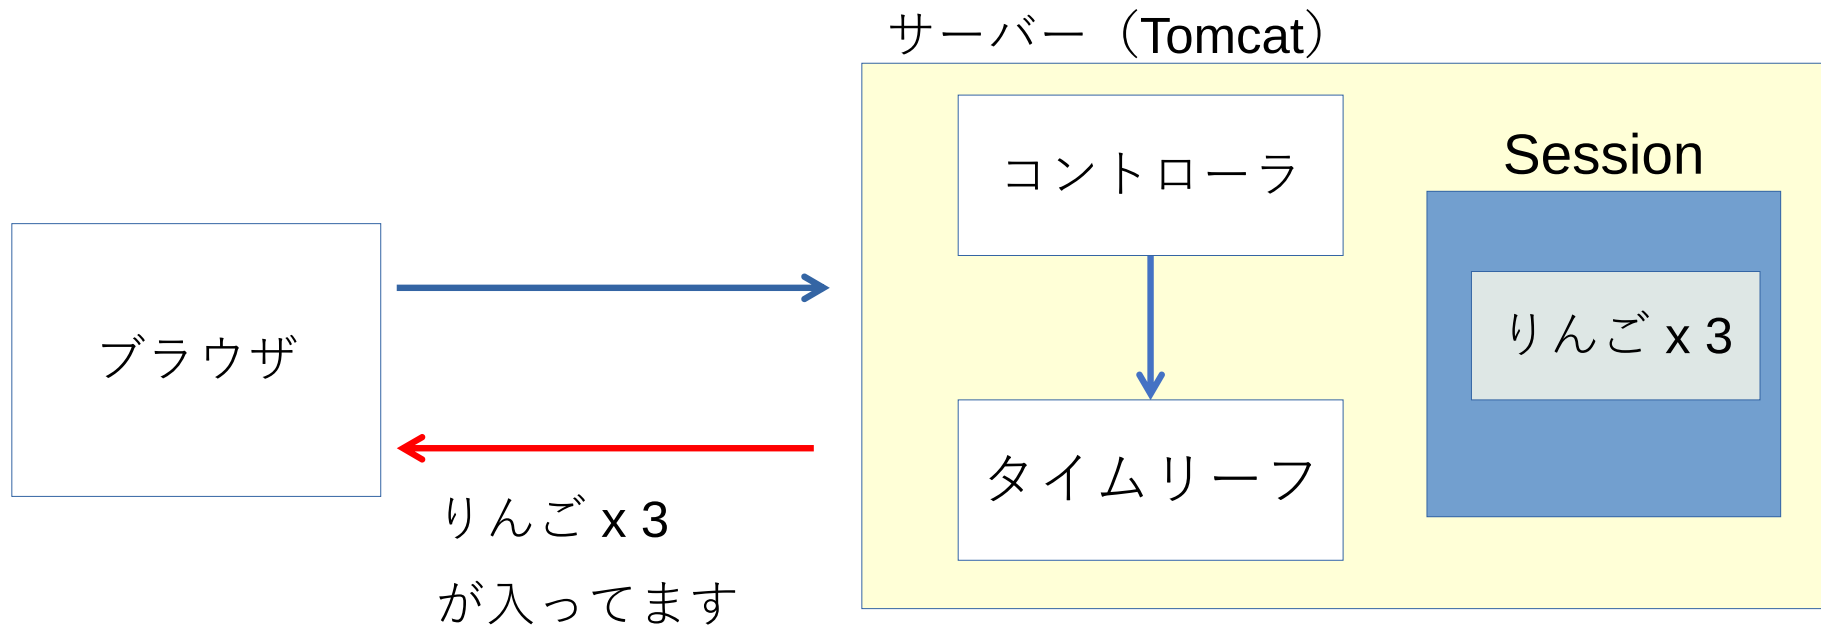 サーバー（Tomcat）
コントローラ
Session
ブラウザ
りんご x 3
タイムリーフ
りんご x 3
が入ってます